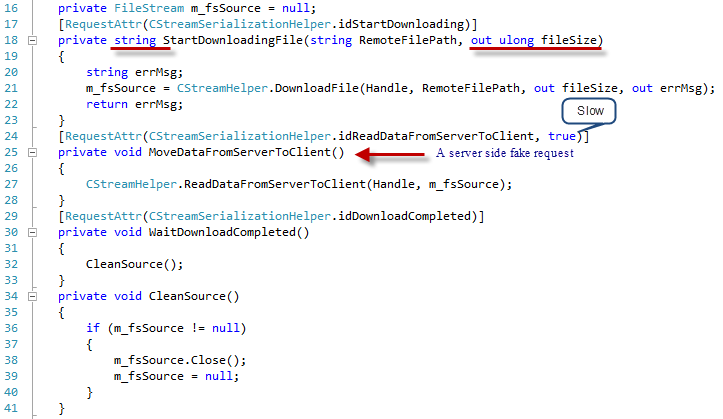 16 private FileStream m_fsSource = null;
17 [RequestAttr(CStreamSerializationHelper.idStartDownloading)]
18 private string StartDownloadingFile(string RemoteFilePath, out ulong fileSize)
19 {
20 string errMsg;
21 m_fsSource = CStreamHelper.DownloadFile(Handle, RemoteFilePath, out fileSize, out errMsg);
22 return errMsg;
23 }
Slow
24 [RequestAttr(CStreamSerializationHelper.idReadDataFromServerToClient, true)]
25 private void MoveDataFromServerToClient() A server side fake request
26 {
27 CStreamHelper.ReadDataFromServerToClient(Handle, m_fsSource);
28 }
29 [RequestAttr(CStreamSerializationHelper.idDownloadCompleted)]
30 private void WaitDownloadCompleted()
31 {
32 CleanSource();
33 }
34 private void CleanSource()
35 {
36 if (m_fsSource != null)
37 {
38 m_fsSource.Close();
39 m_fsSource = null;
40 }
41 }